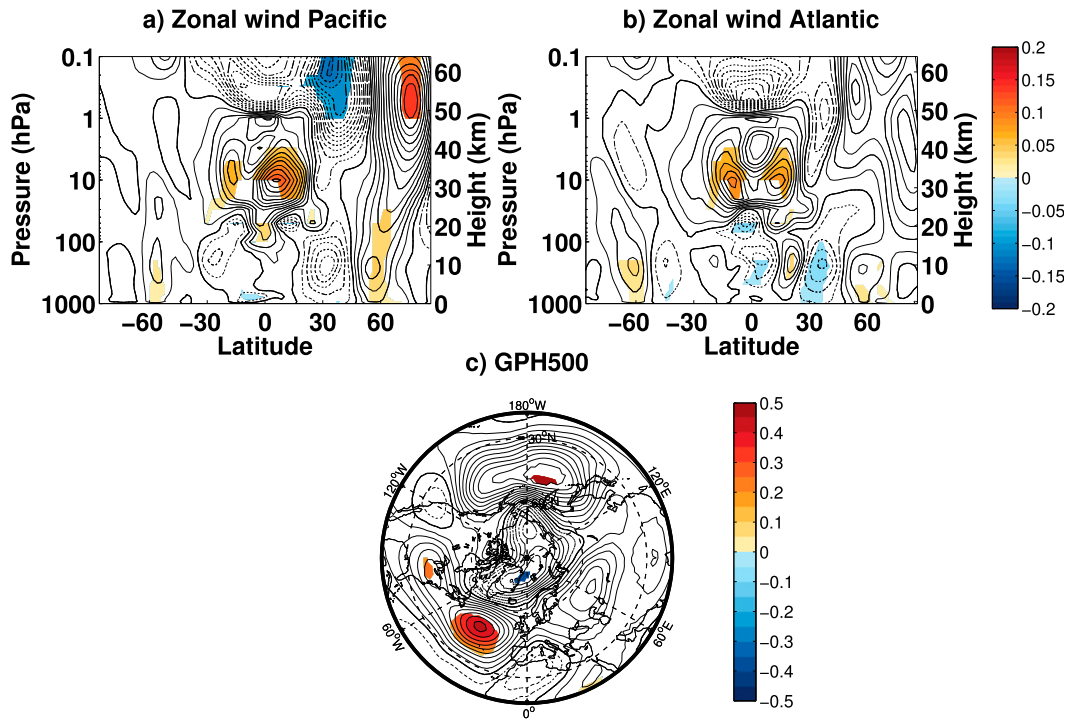 a) Zonal wind Pacific
b) Zonal wind Atlantic
0.1
1
10
100
1000
Pressure (hPa)
60
50
40
30
20
10
0
Height (km)
−60 −30 0 30 60
Latitude
0.1
1
10
100
1000
Pressure (hPa)
60
50
40
30
20
10
0
Height (km)
−60 −30 0 30 60
Latitude
0.2
0.15
0.1
0.05
0
−0.05
−0.1
−0.15
−0.2
c) GPH500
180°W
30°N
120°W
120°E
60°W
60°E
0°
0.5
0.4
0.3
0.2
0.1
0
−0.1
−0.2
−0.3
−0.4
−0.5